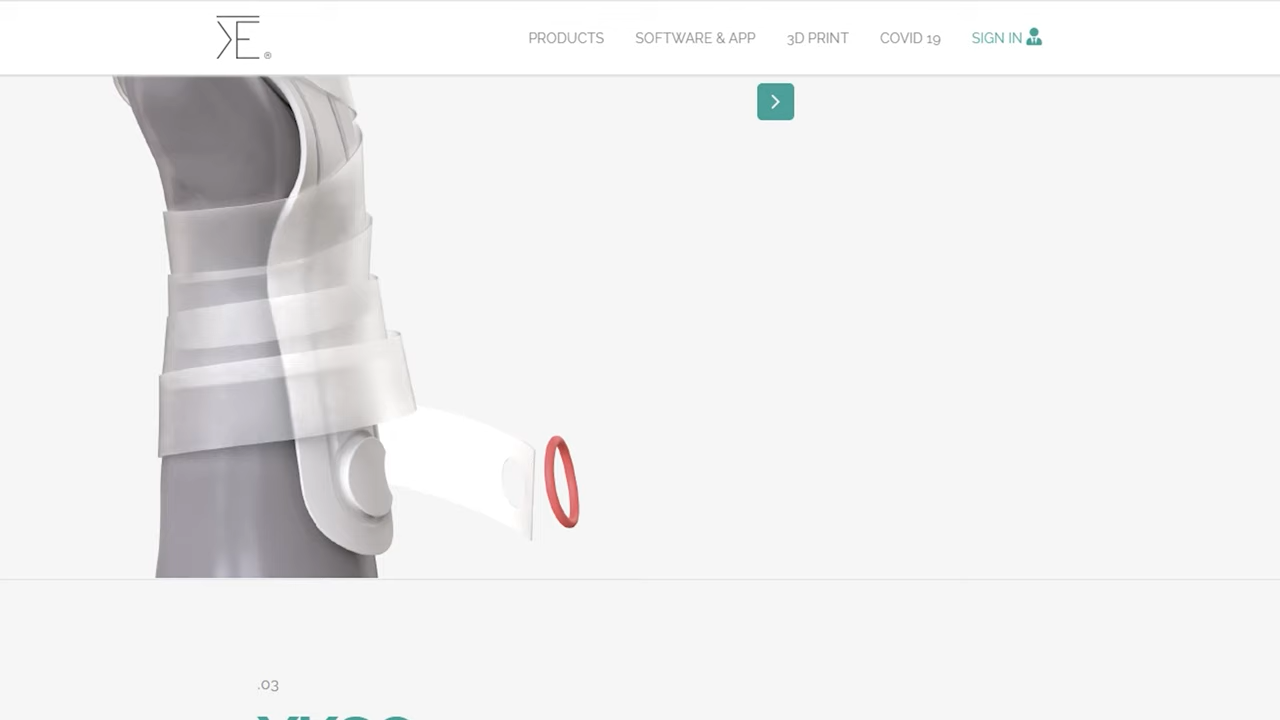 PRODUCTS
SOFTWARE & APP
3D PRINT
COVID 19
SIGN IN
.03